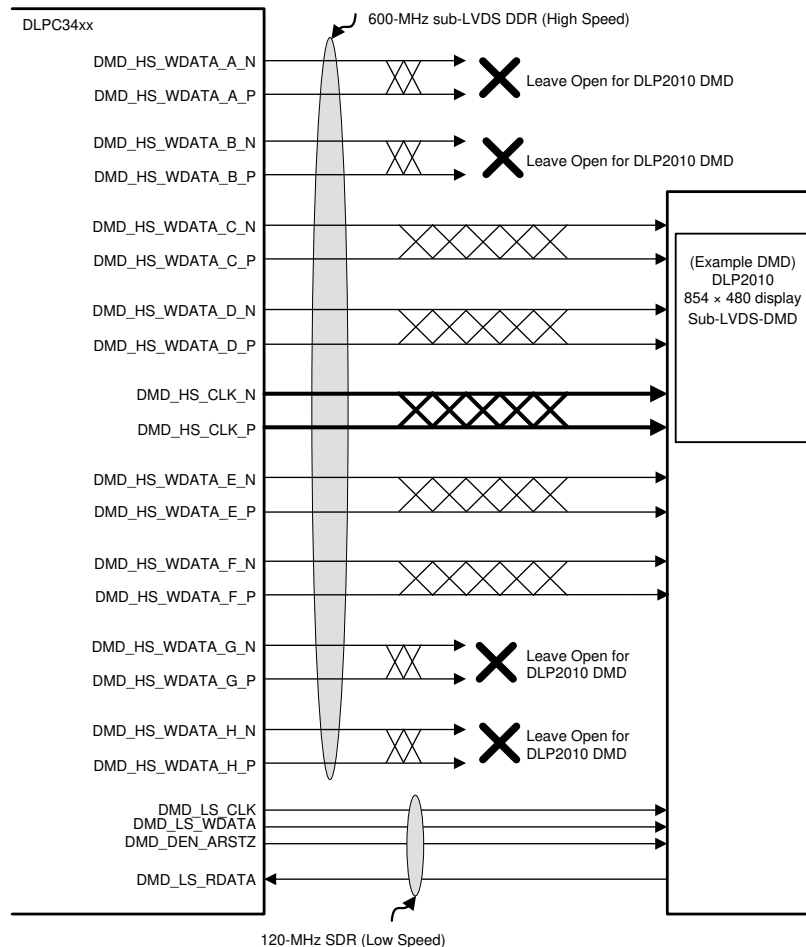 600-MHz sub-LVDS DDR (High Speed)
DLPC34xx
DMD_HS_WDATA_A_N
DMD_HS_WDATA_A_P
Leave Open for DLP2010 DMD
DMD_HS_WDATA_B_N
DMD_HS_WDATA_B_P
Leave Open for DLP2010 DMD
DMD_HS_WDATA_C_N
DMD_HS_WDATA_C_P
(Example DMD)
DLP2010
854 × 480 display
Sub-LVDS-DMD
DMD_HS_WDATA_D_N
DMD_HS_WDATA_D_P
DMD_HS_CLK_N
DMD_HS_CLK_P
DMD_HS_WDATA_E_N
DMD_HS_WDATA_E_P
DMD_HS_WDATA_F_N
DMD_HS_WDATA_F_P
DMD_HS_WDATA_G_N
DMD_HS_WDATA_G_P
Leave Open for
DLP2010 DMD
DMD_HS_WDATA_H_N
DMD_HS_WDATA_H_P
Leave Open for
DLP2010 DMD
DMD_LS_CLK
DMD_LS_WDATA
DMD_DEN_ARSTZ
DMD_LS_RDATA
120-MHz SDR (Low Speed)